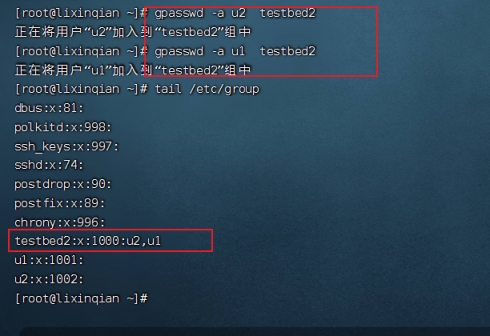 [root@lixinqian ~]# gpasswd -a u2  testbed2
正在将用户“u2”加入到“testbed2”组中
[root@lixinqian ~]# gpasswd -a u1  testbed2
正在将用户“u1”加入到“testbed2”组中
[root@lixinqian ~]# tail /etc/group
dbus:x:81:
polkitd:x:998:
ssh_keys:x:997:
sshd:x:74:
postdrop:x:90:
postfix:x:89:
chrony:x:996:
testbed2:x:1000:u2,u1
u1:x:1001:
u2:x:1002:
[root@lixinqian ~]#